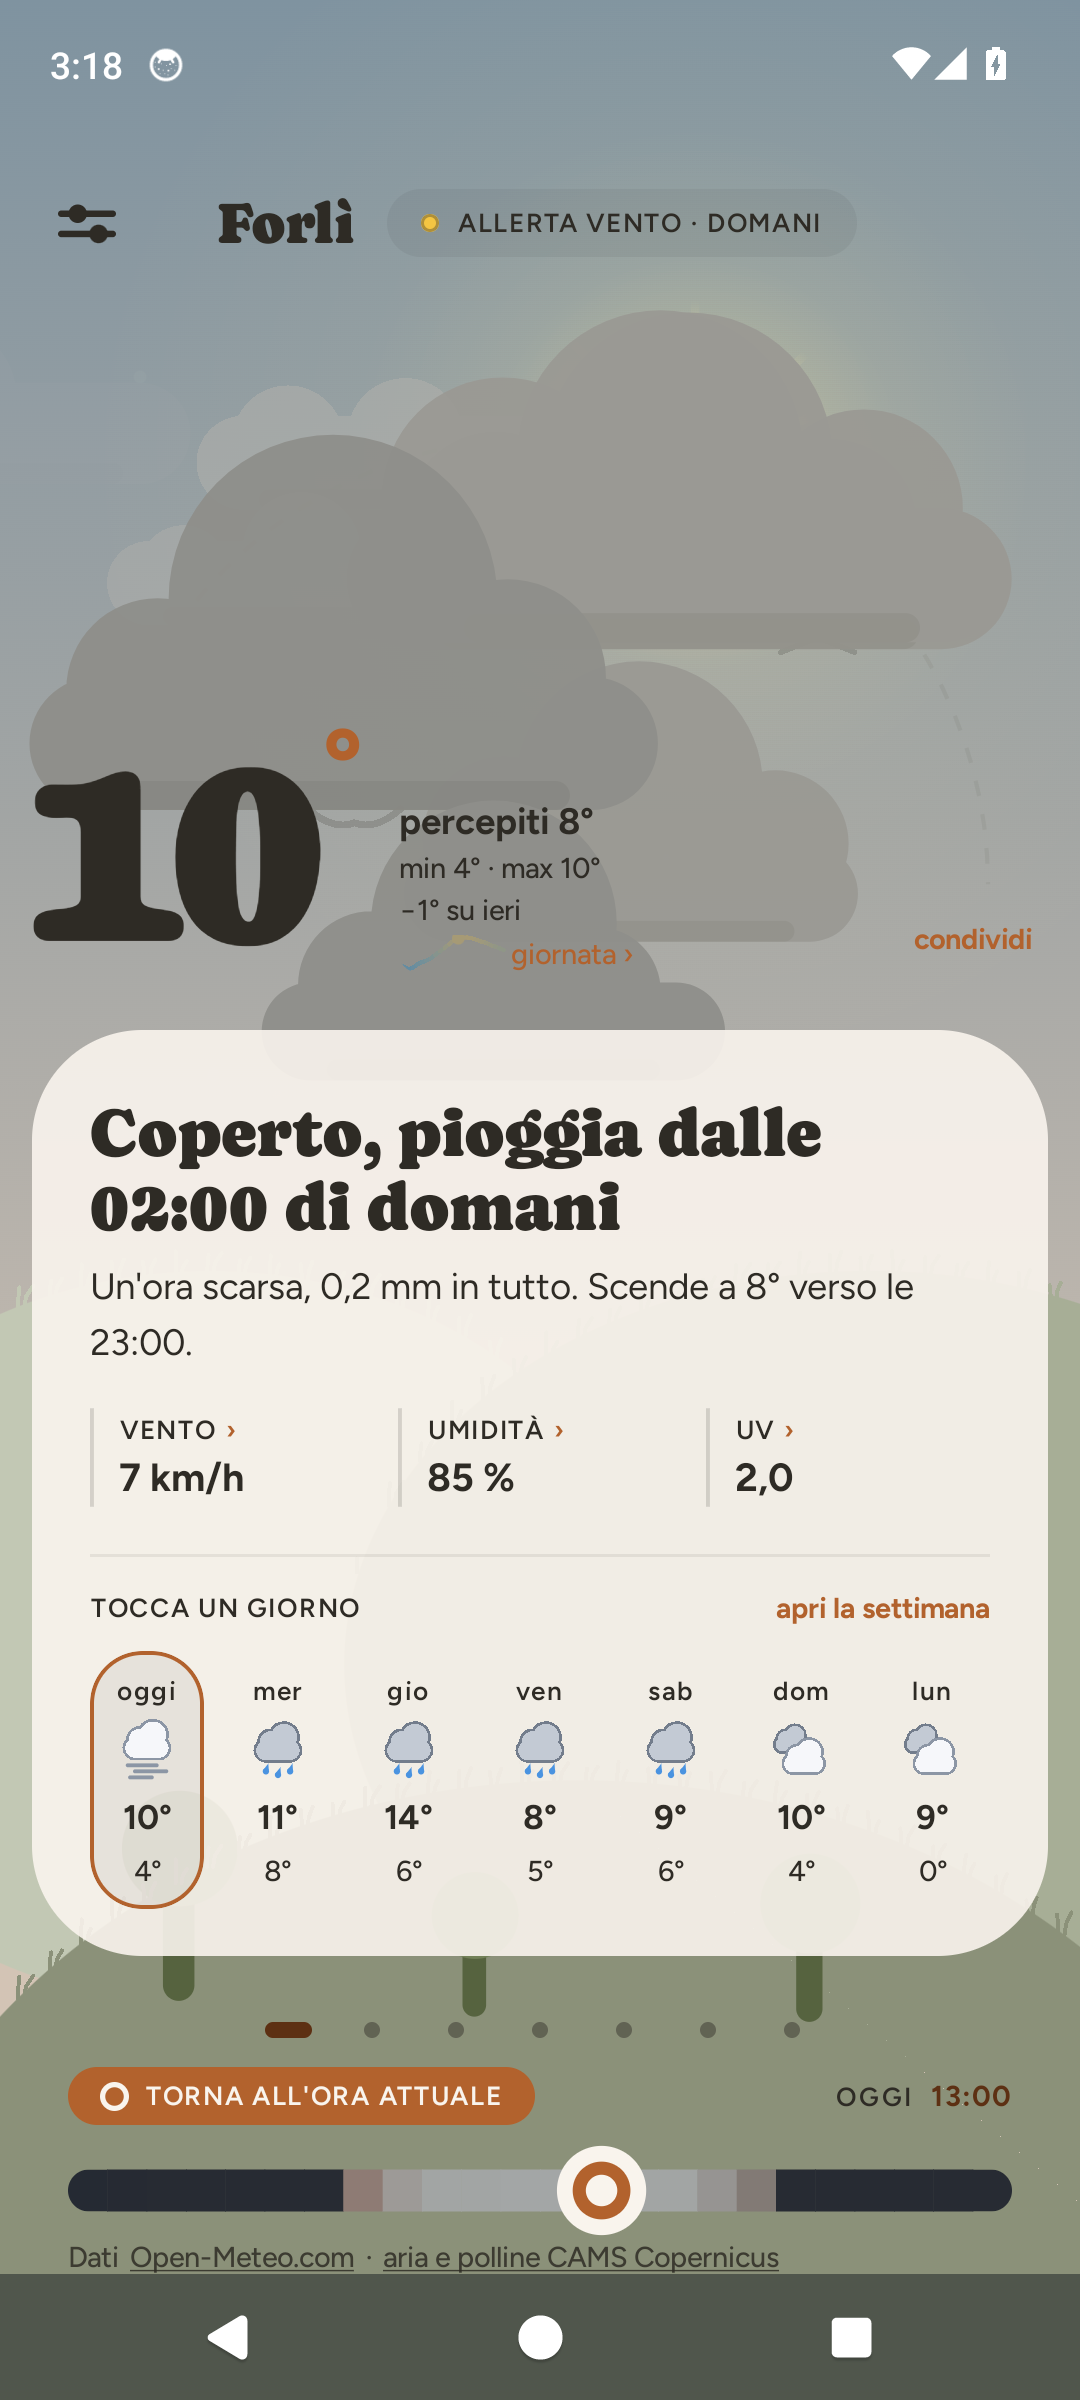 3:18
Forlì
ALLERTA VENTO · DOMANI
10°
percepiti 8°
min 4° · max 10°
−1° su ieri
giornata ›
condividi
Coperto, pioggia dalle
02:00 di domani
Un'ora scarsa, 0,2 mm in tutto. Scende a 8° verso le
23:00.
VENTO › UMIDITÀ › UV ›
7 km/h 85 % 2,0
TOCCA UN GIORNO apri la settimana
oggi mer gio ven sab dom lun
10° 11° 14° 8° 9° 10° 9°
4° 8° 6° 5° 6° 4° 0°
TORNA ALL'ORA ATTUALE OGGI 13:00
Dati Open-Meteo.com · aria e polline CAMS Copernicus